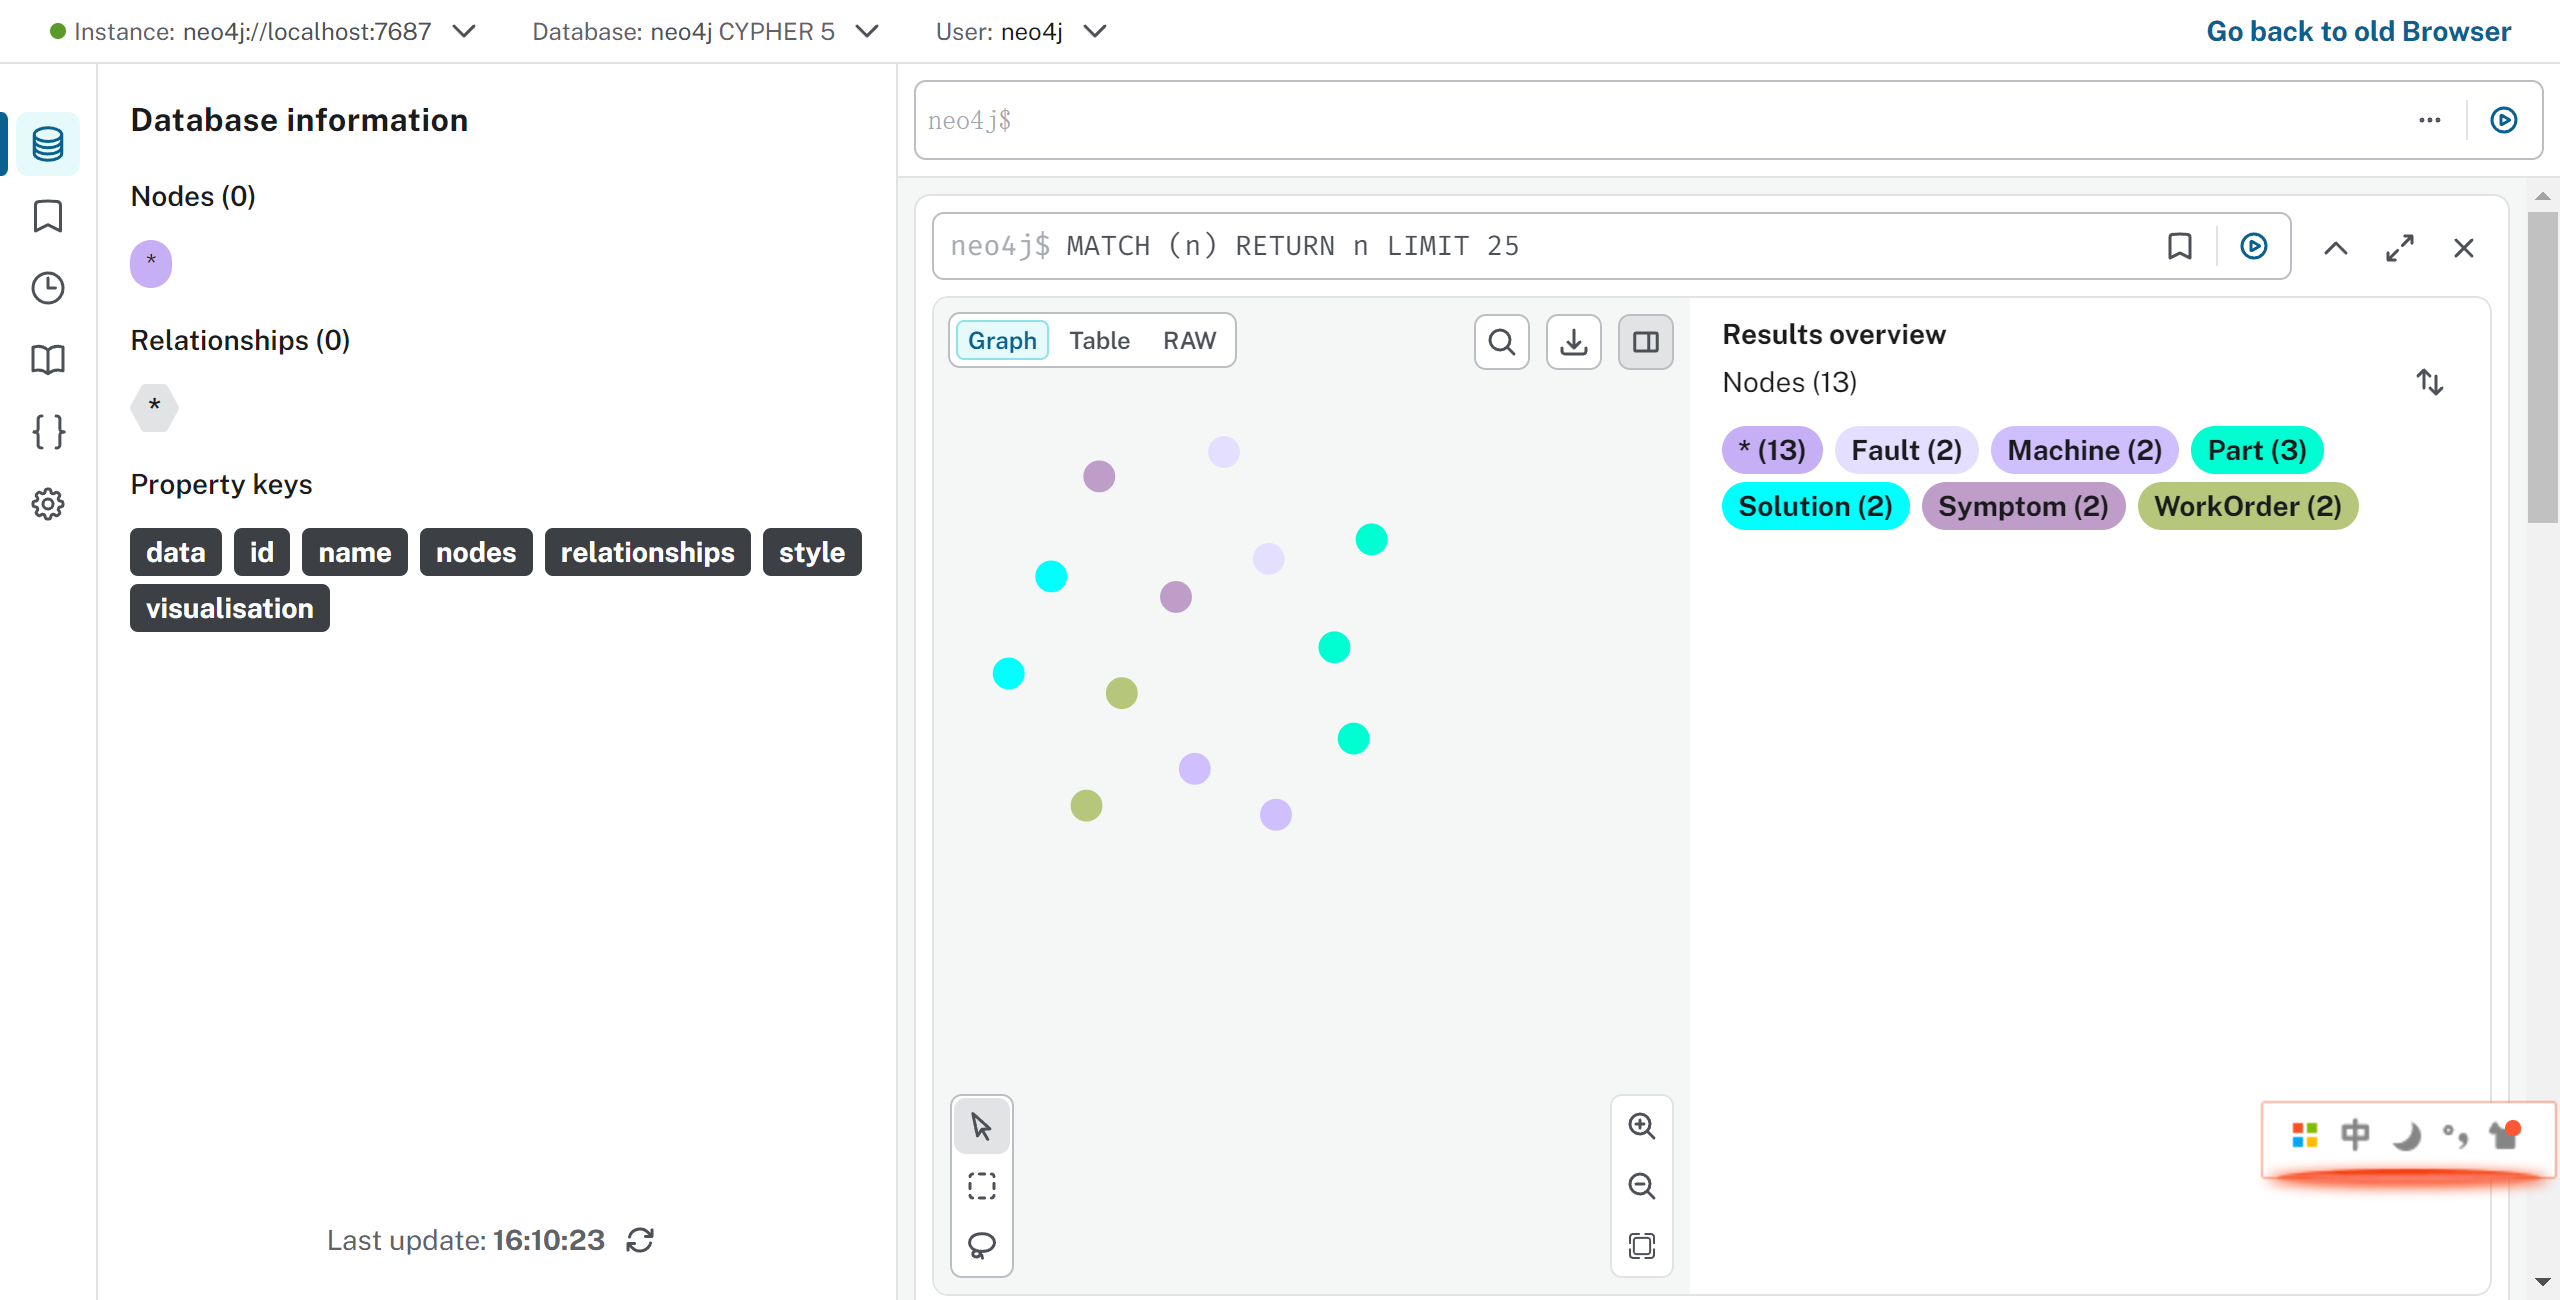 Instance: neo4j://localhost:7687
Database: neo4j CYPHER 5
User: neo4j
Go back to old Browser
Database information
Nodes (0)
*
Relationships (0)
*
Property keys
data id name nodes relationships style
visualisation
Last update: 16:10:23
neo4j$
neo4j$ MATCH (n) RETURN n LIMIT 25
Graph Table RAW
Results overview
Nodes (13)
* (13) Fault (2) Machine (2) Part (3)
Solution (2) Symptom (2) WorkOrder (2)
中 °,